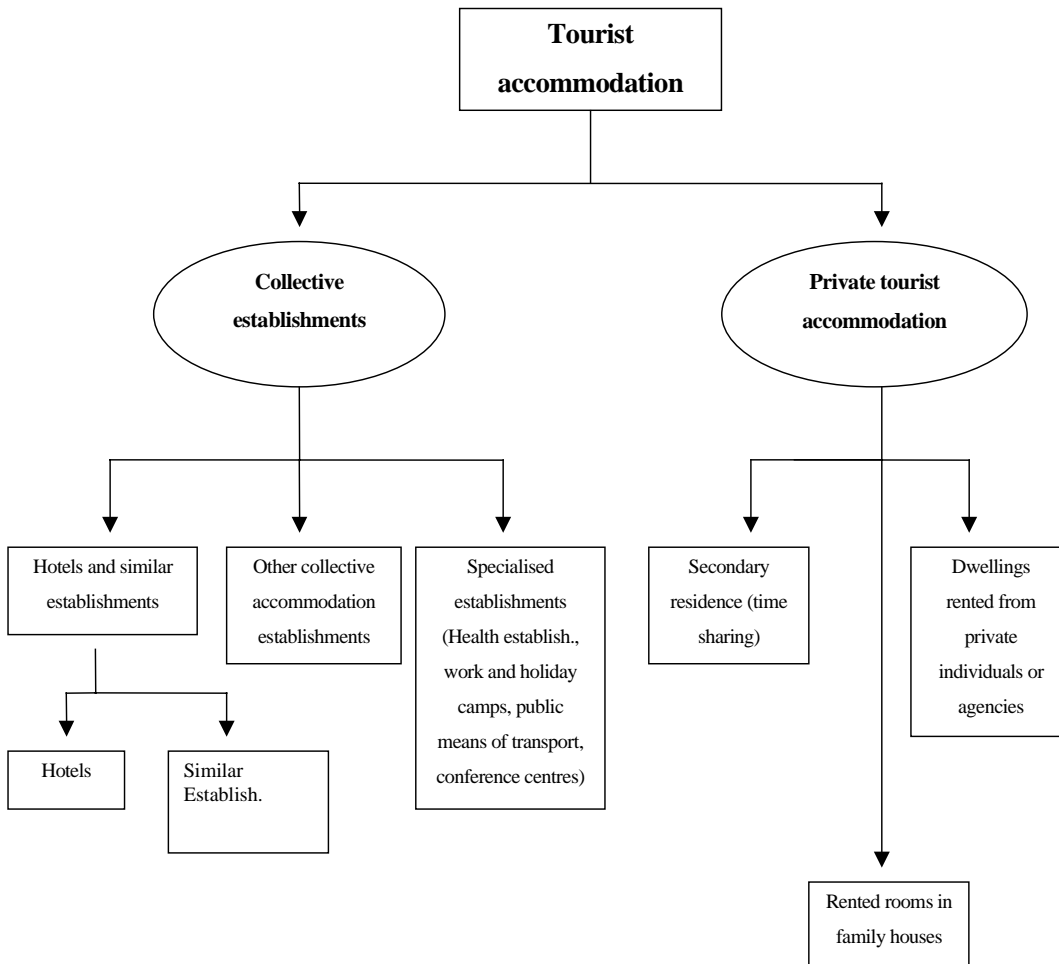 Tourist
accommodation
Collective
establishments
Private tourist
accommodation
Hotels and similar
establishments
Other collective
accommodation
establishments
Specialised
establishments
(Health establish.,
work and holiday
camps, public
means of transport,
conference centres)
Secondary
residence (time
sharing)
Dwellings
rented from
private
individuals or
agencies
Hotels
Similar
Establish.
Rented rooms in
family houses